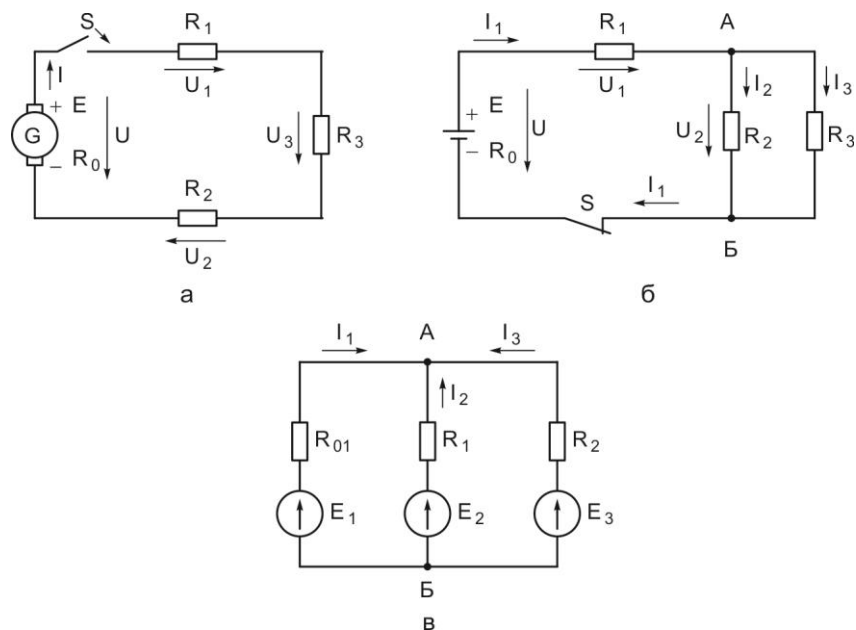 S R₁ R₁ A
I I₁ I₂ I₃
+ E U₁ + E U₁
G U U₃ R₃ U U₂ R₂ R₃
− R₀ − R₀
R₂ S I₁
U₂ Б
а б
I₁ A I₃
I₂
R₀₁ R₁ R₂
E₁ E₂ E₃
Б
в